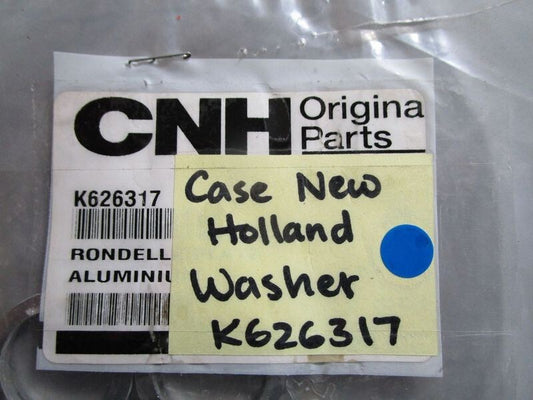 CNH Origina
Parts
K626317
RONDELL
ALUMINIU
Case New
Holland
Washer
K626317